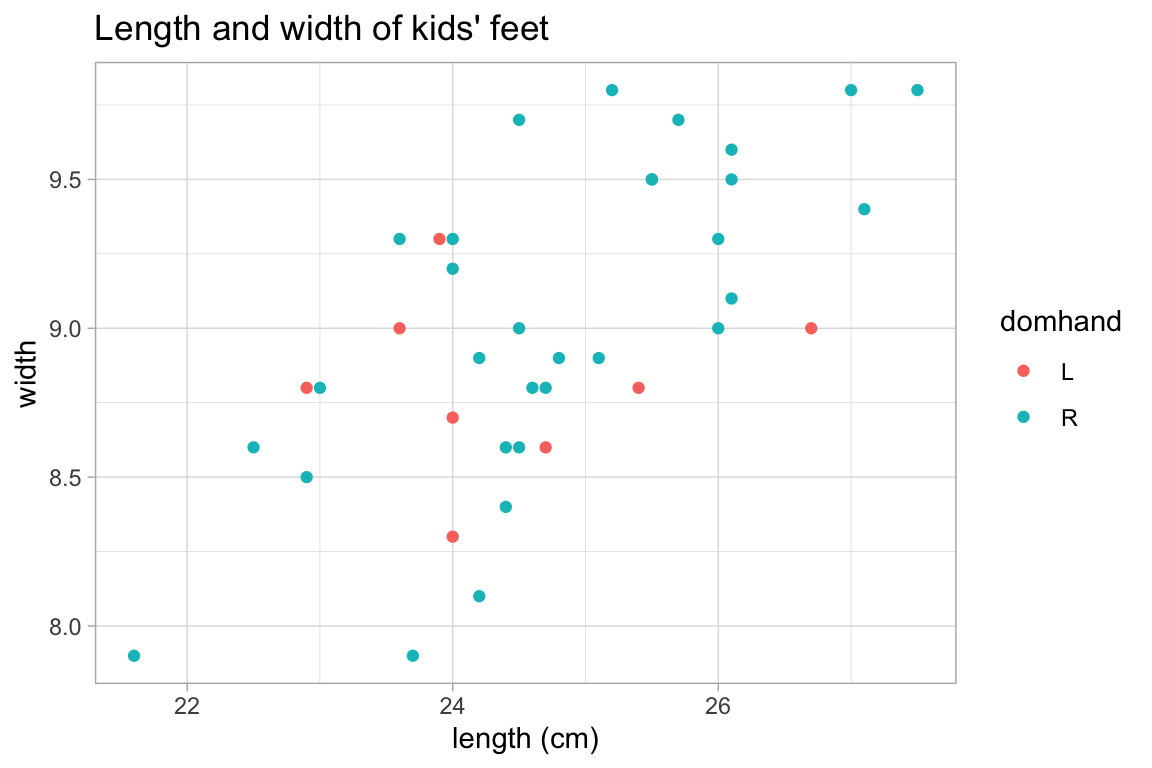 Length and width of kids' feet
width
9.5
9.0
8.5
8.0
22
24
26
length (cm)
domhand
L
R